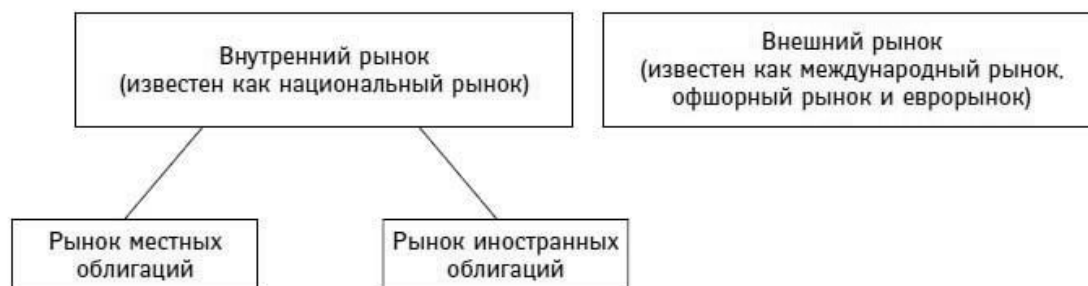 Внутренний рынок
(известен как национальный рынок)
Внешний рынок
(известен как международный рынок,
офшорный рынок и еврорынок)
Рынок местных
облигаций
Рынок иностранных
облигаций